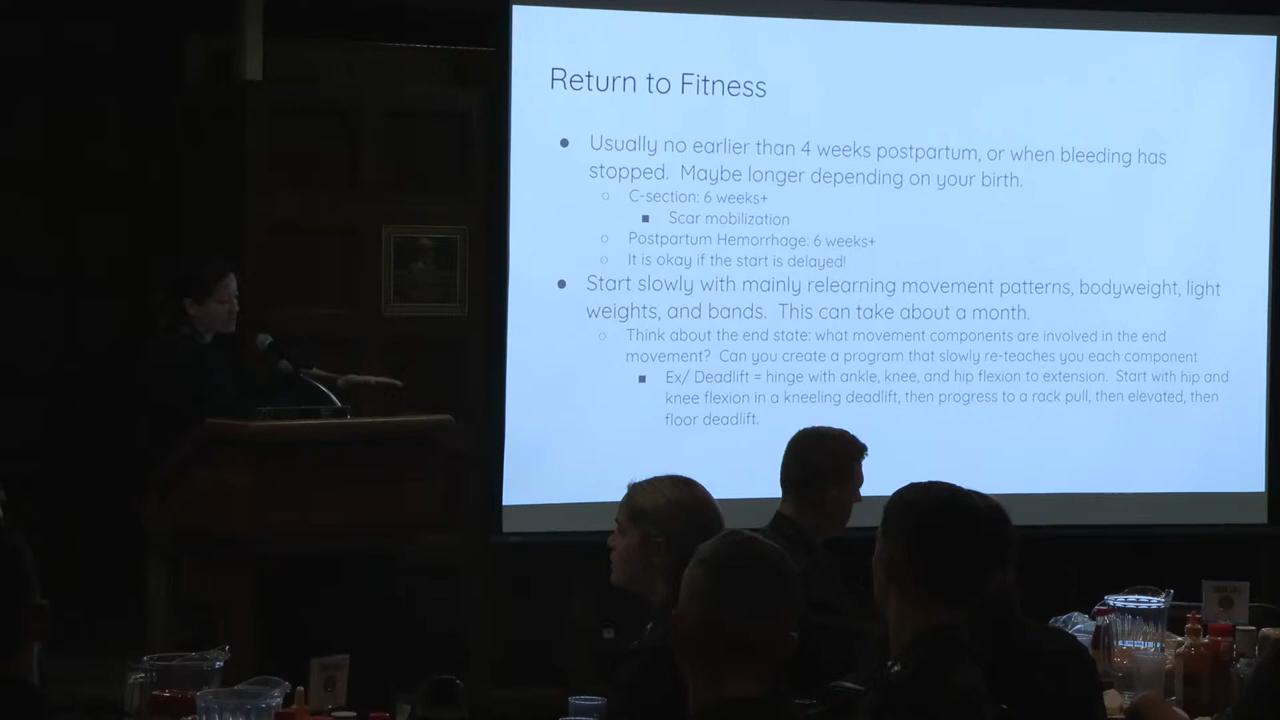 Return to Fitness
● Usually no earlier than 4 weeks postpartum, or when bleeding has
stopped. Maybe longer depending on your birth.
○ C-section: 6 weeks+
■ Scar mobilization
○ Postpartum Hemorrhage: 6 weeks+
○ It is okay if the start is delayed!
● Start slowly with mainly relearning movement patterns, bodyweight, light
weights, and bands. This can take about a month.
○ Think about the end state: what movement components are involved in the end
movement? Can you create a program that slowly re-teaches you each component
■ Ex/ Deadlift = hinge with ankle, knee, and hip flexion to extension. Start with hip and
knee flexion in a kneeling deadlift, then progress to a rack pull, then elevated, then
floor deadlift.